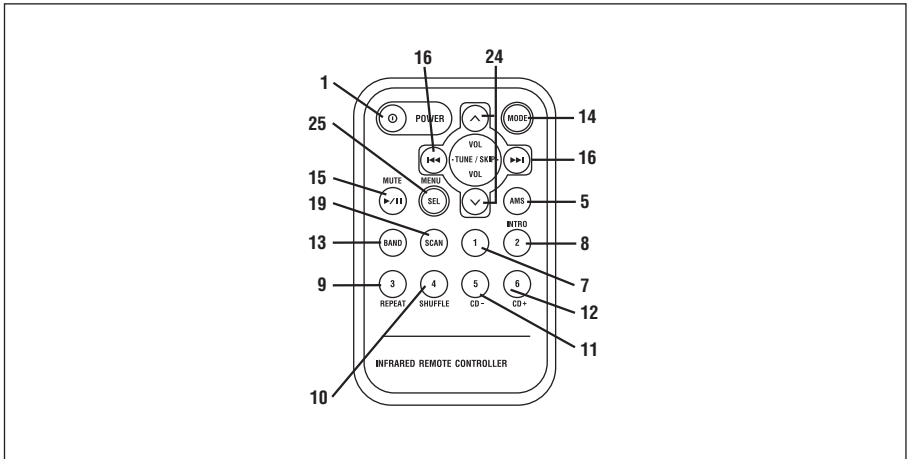 16 24
1 POWER MODE 14
25 VOL
16
TUNE / SKIP
VOL
MUTE MENU
15 SEL AMS 5
19 INTRO
13 BAND SCAN 1 2 8
7
9 3 4 5 6
12
REPEAT SHUFFLE CD - CD +
11
INFRARED REMOTE CONTROLLER
10